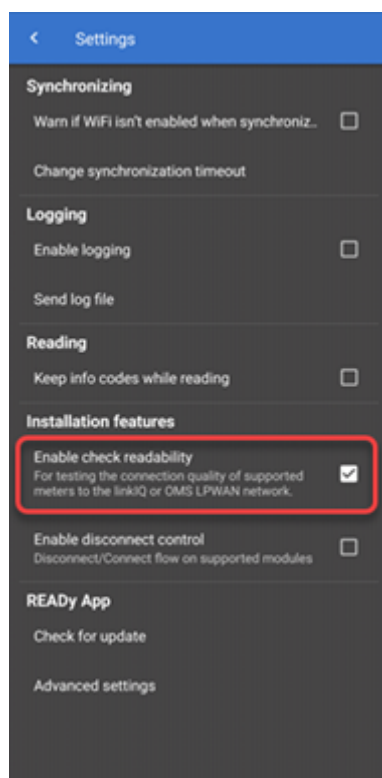 Settings
Synchronizing
Warn if WiFi isn't enabled when synchroniz..
Change synchronization timeout
Logging
Enable logging
Send log file
Reading
Keep info codes while reading
Installation features
Enable check readability
For testing the connection quality of supported
meters to the linkIQ or OMS LPWAN network.
Enable disconnect control
Disconnect/Connect flow on supported modules
READy App
Check for update
Advanced settings